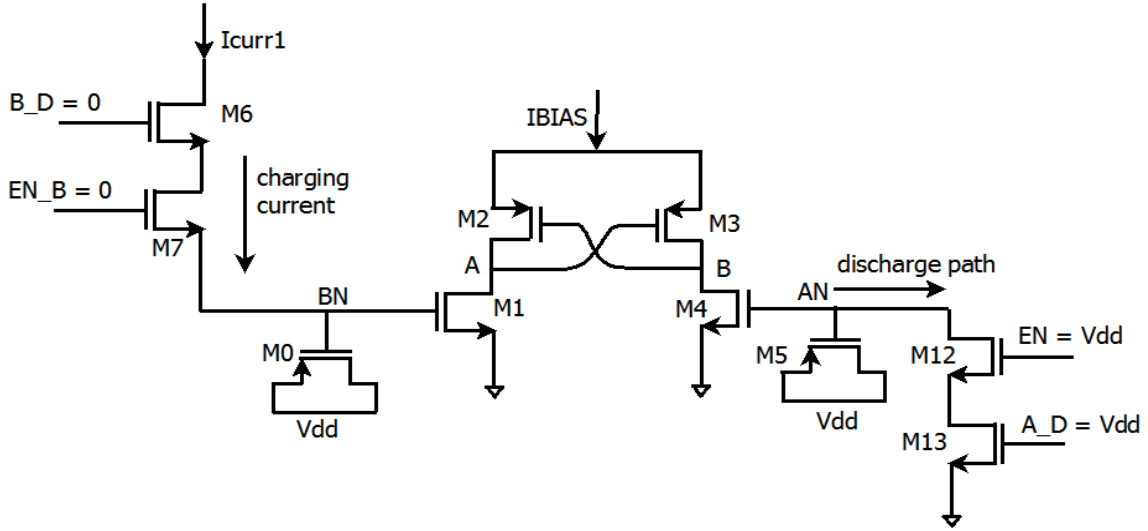 Icurr1
B_D = 0
M6
IBIAS
EN_B = 0
charging
current
M7
M2
M3
A
B
discharge path
BN
AN
M1
M4
M0
M5
M12
EN = Vdd
Vdd
Vdd
M13
A_D = Vdd